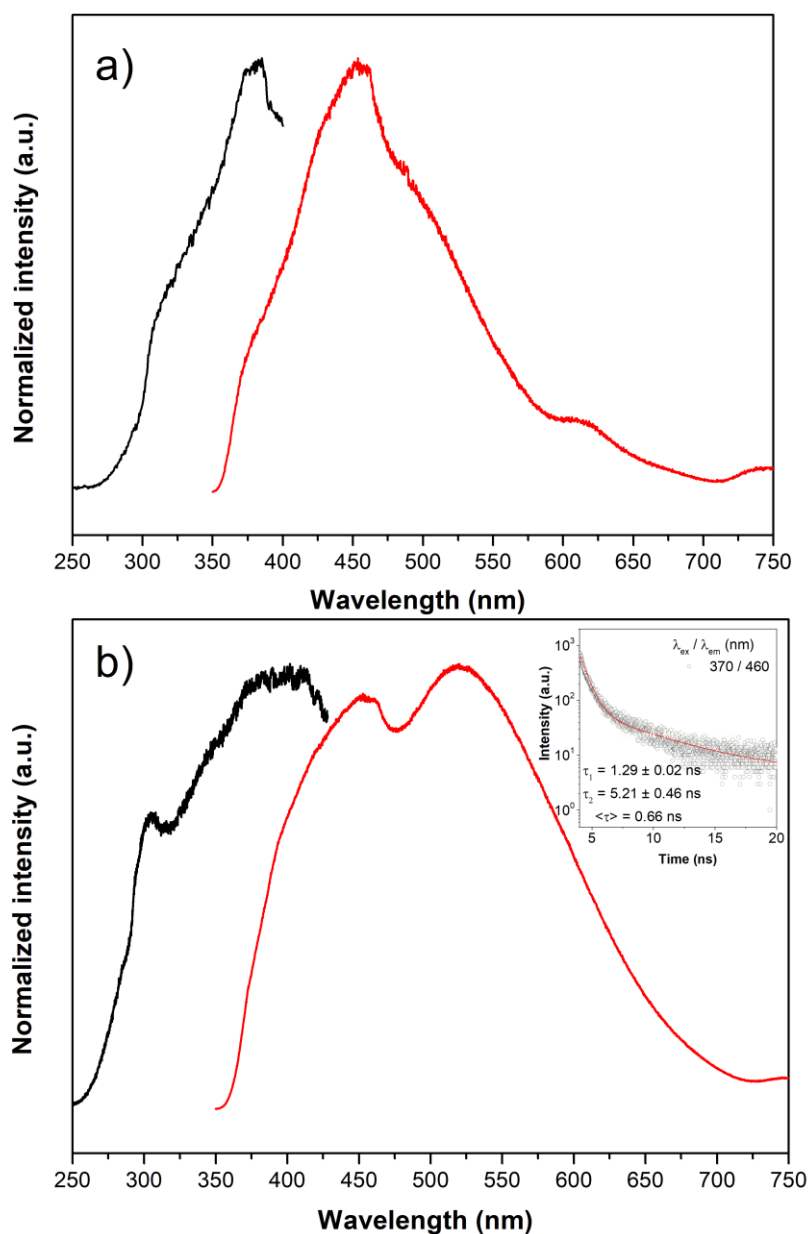 a)
Normalized intensity (a.u.)
250 300 350 400 450 500 550 600 650 700 750
Wavelength (nm)
b)
Normalized intensity (a.u.)
250 300 350 400 450 500 550 600 650 700 750
Wavelength (nm)
Intensity (a.u.)
10³
10²
10¹
10⁰
λex / λem (nm)
370 / 460
τ₁ = 1.29 ± 0.02 ns
τ₂ = 5.21 ± 0.46 ns
<τ> = 0.66 ns
5 10 15 20
Time (ns)